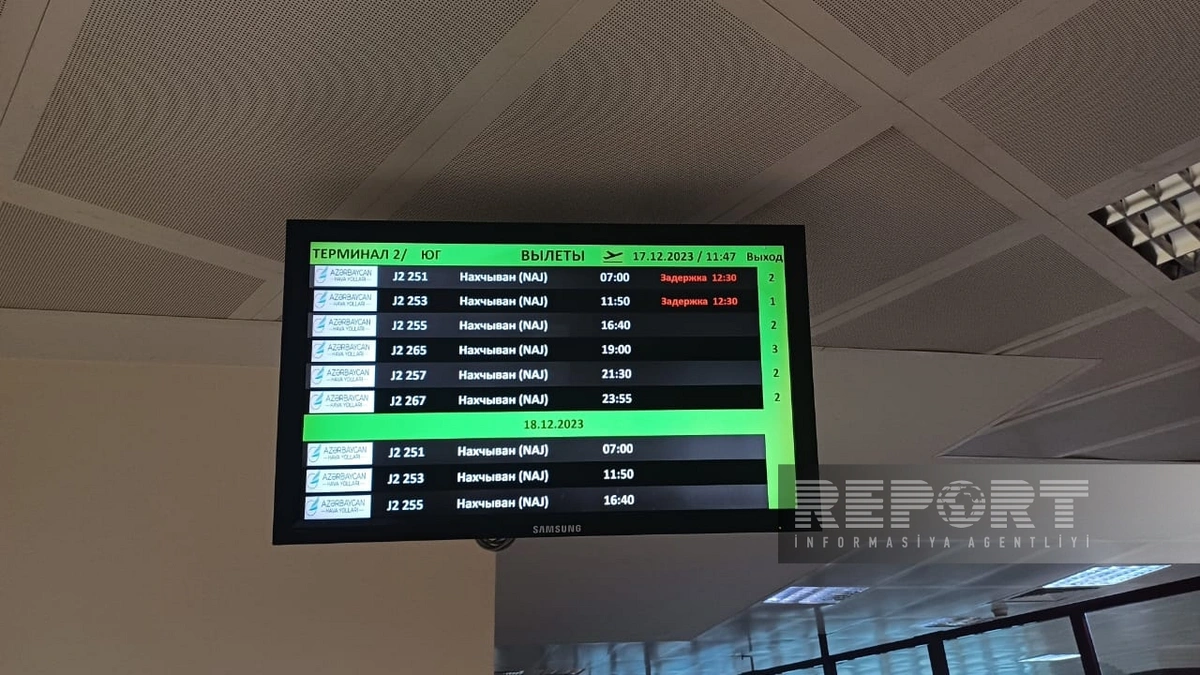 ТЕРМИНАЛ 2/ ЮГ ВЫЛЕТЫ 17.12.2023 / 11:47 Выход
AZƏRBAYCAN HAVA YOLLARI J2 251 Нахчыван (NAJ) 07:00 Задержка 12:30 2
AZƏRBAYCAN HAVA YOLLARI J2 253 Нахчыван (NAJ) 11:50 Задержка 12:30 1
AZƏRBAYCAN HAVA YOLLARI J2 255 Нахчыван (NAJ) 16:40 2
AZƏRBAYCAN HAVA YOLLARI J2 265 Нахчыван (NAJ) 19:00 3
AZƏRBAYCAN HAVA YOLLARI J2 257 Нахчыван (NAJ) 21:30 2
AZƏRBAYCAN HAVA YOLLARI J2 267 Нахчыван (NAJ) 23:55 2
18.12.2023
AZƏRBAYCAN HAVA YOLLARI J2 251 Нахчыван (NAJ) 07:00
AZƏRBAYCAN HAVA YOLLARI J2 253 Нахчыван (NAJ) 11:50
AZƏRBAYCAN HAVA YOLLARI J2 255 Нахчыван (NAJ) 16:40
SAMSUNG
REPORT
İNFORMASİYA AGENTLİYİ